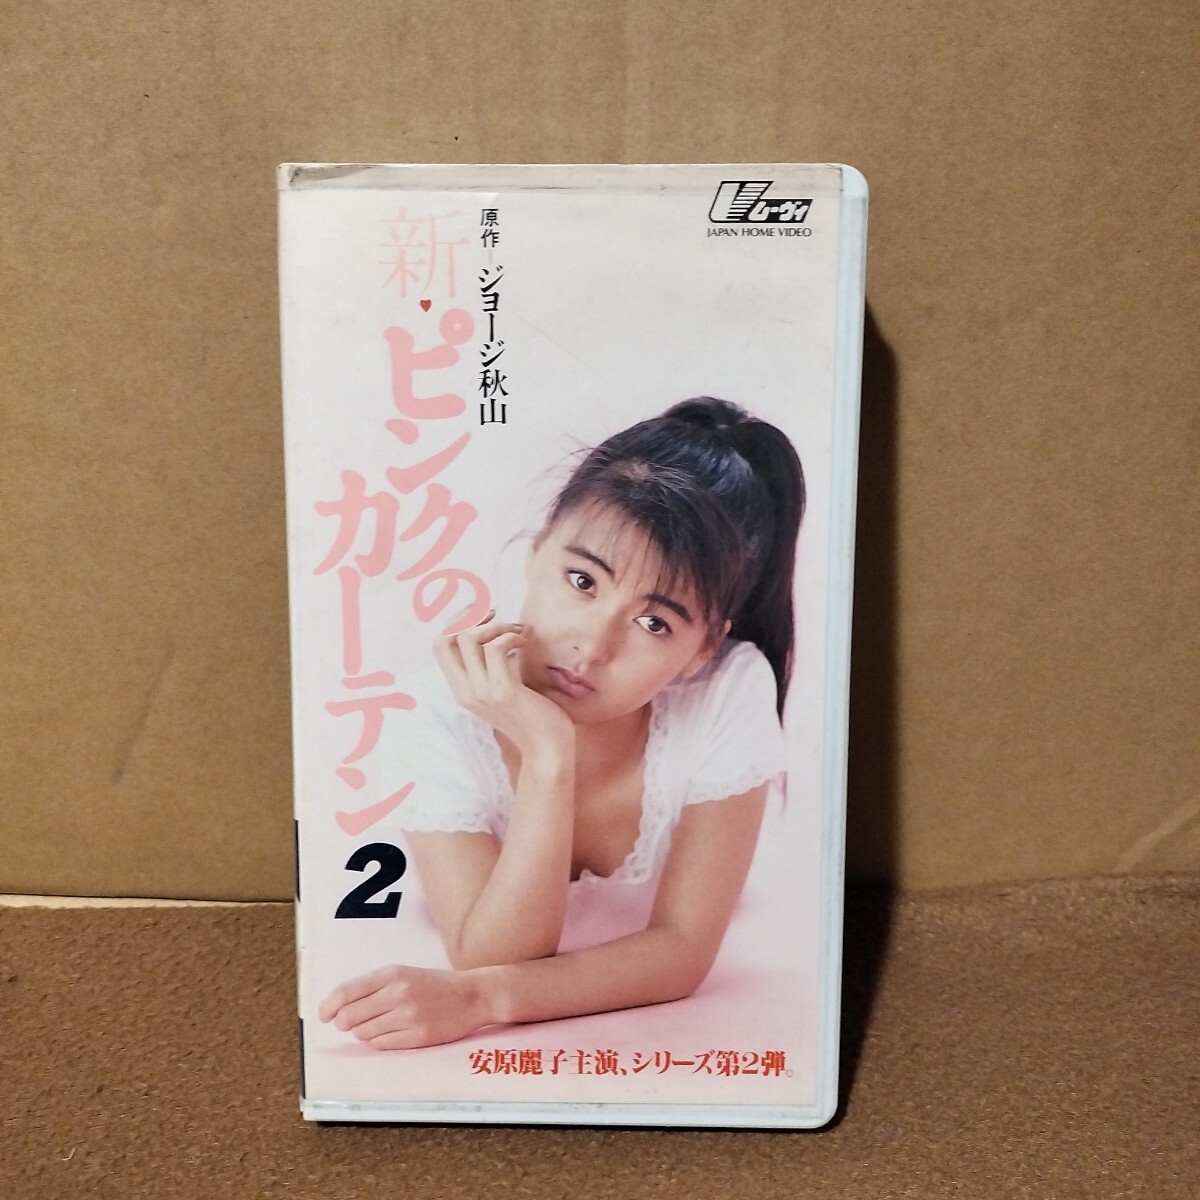 原作=ジョージ秋山
新・ピンクの
カーテン
2
ムーヴィ
JAPAN HOME VIDEO
安原麗子主演、シリーズ第2弾。